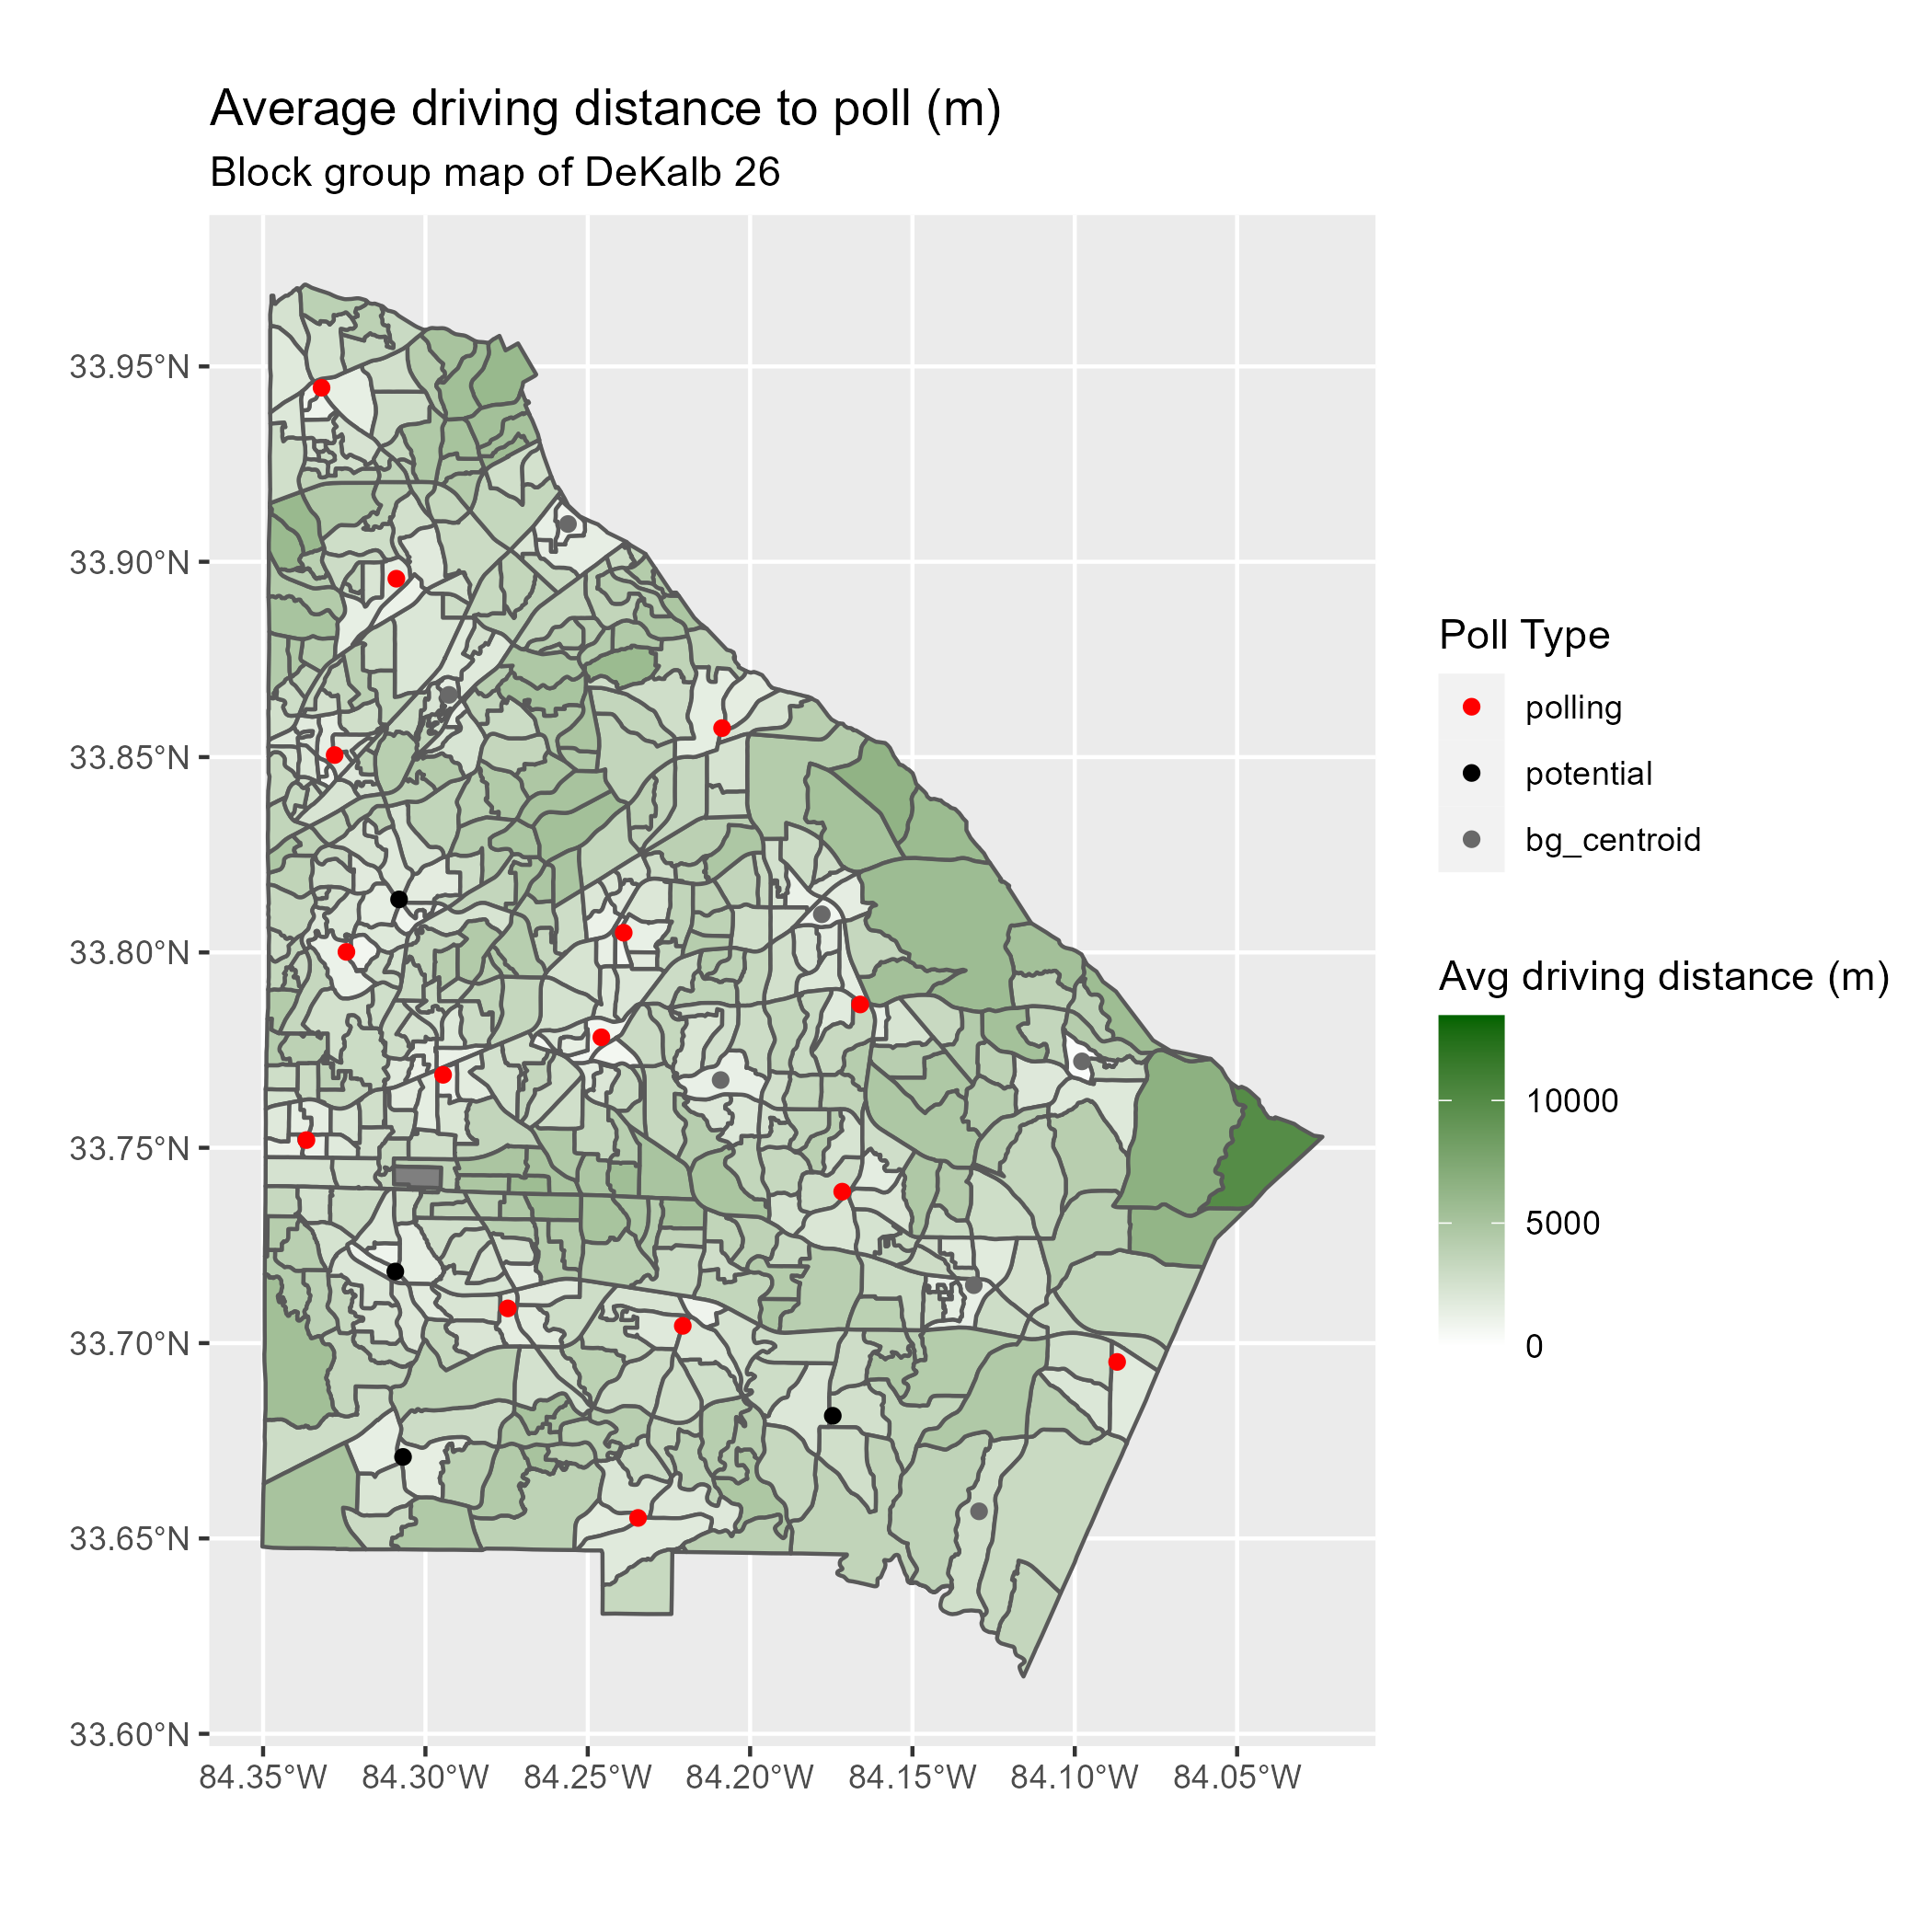 Average driving distance to poll (m)
Block group map of DeKalb 26
33.95°N
33.90°N
33.85°N
33.80°N
33.75°N
33.70°N
33.65°N
33.60°N
84.35°W
84.30°W
84.25°W
84.20°W
84.15°W
84.10°W
84.05°W
Poll Type
polling
potential
bg_centroid
Avg driving distance (m)
10000
5000
0